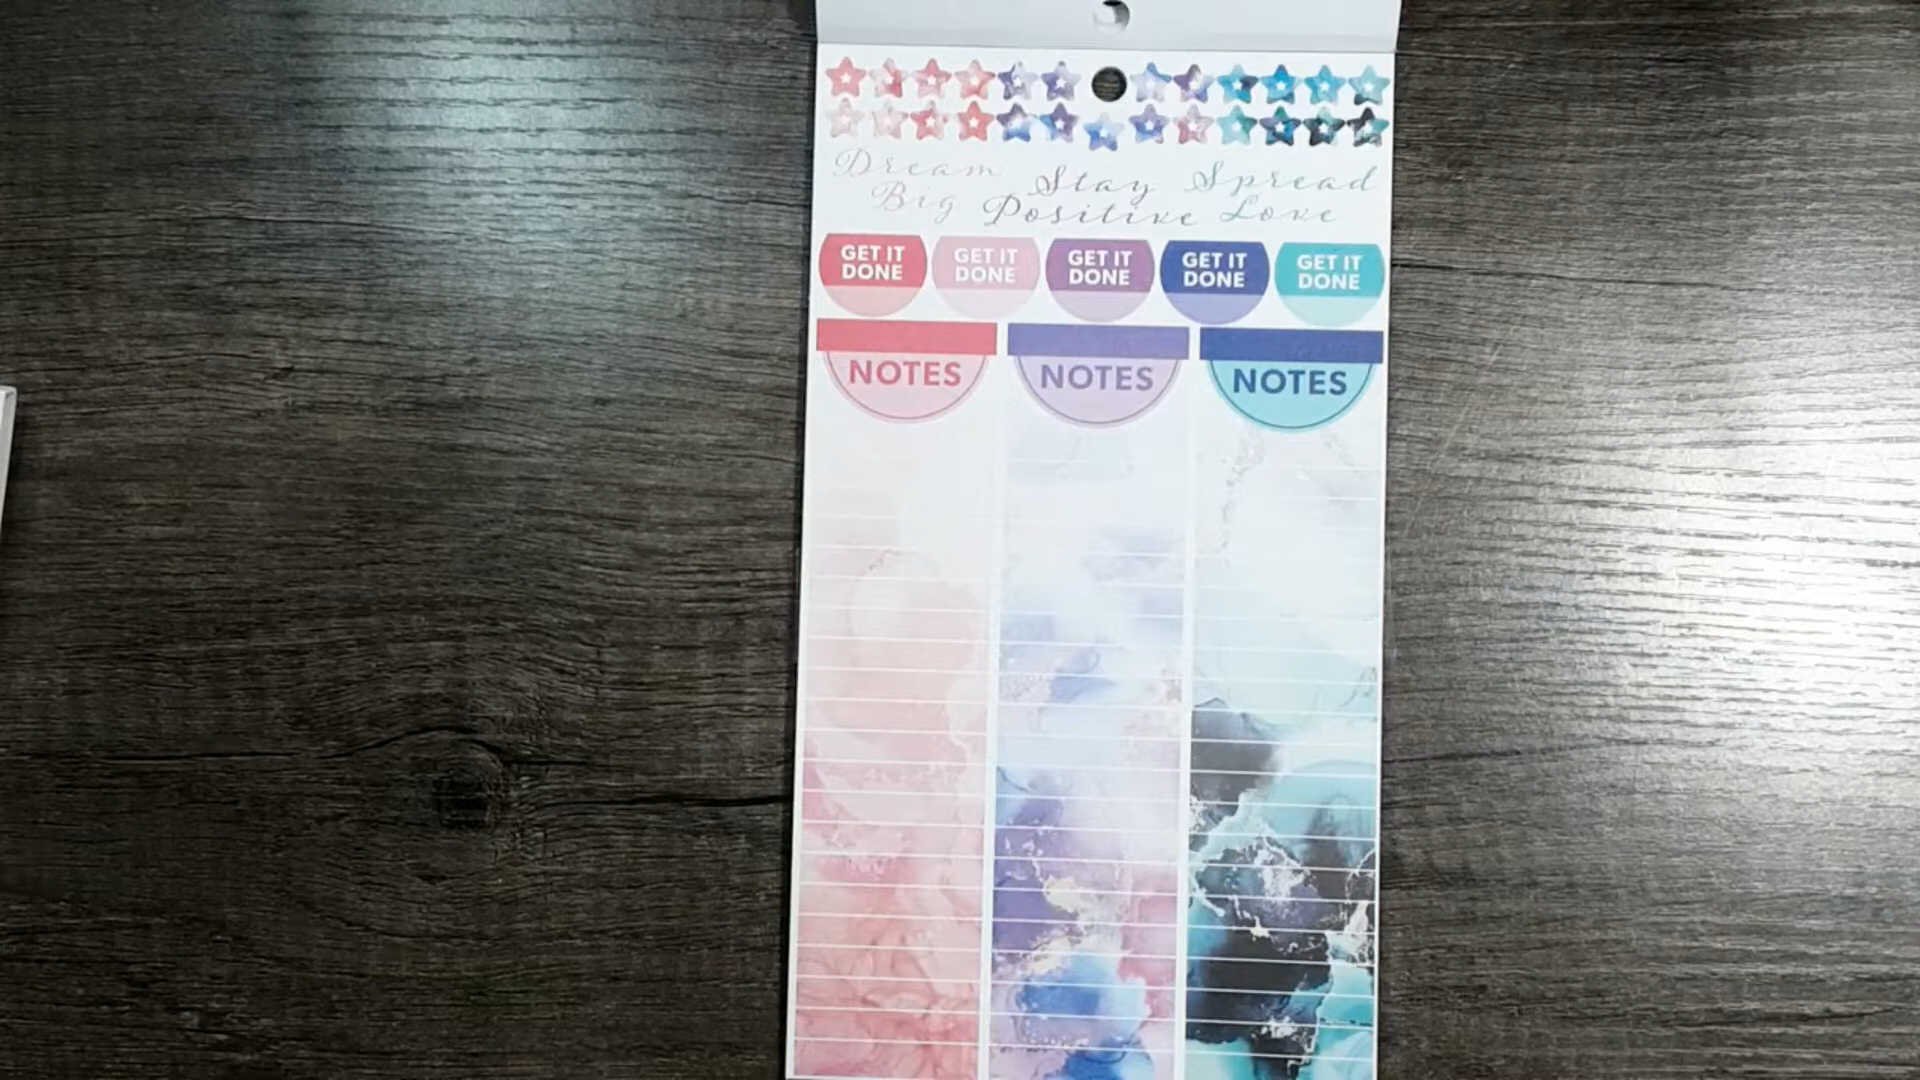 Dream Big
Stay Positive
Spread Love
GET IT DONE
GET IT DONE
GET IT DONE
GET IT DONE
GET IT DONE
NOTES
NOTES
NOTES